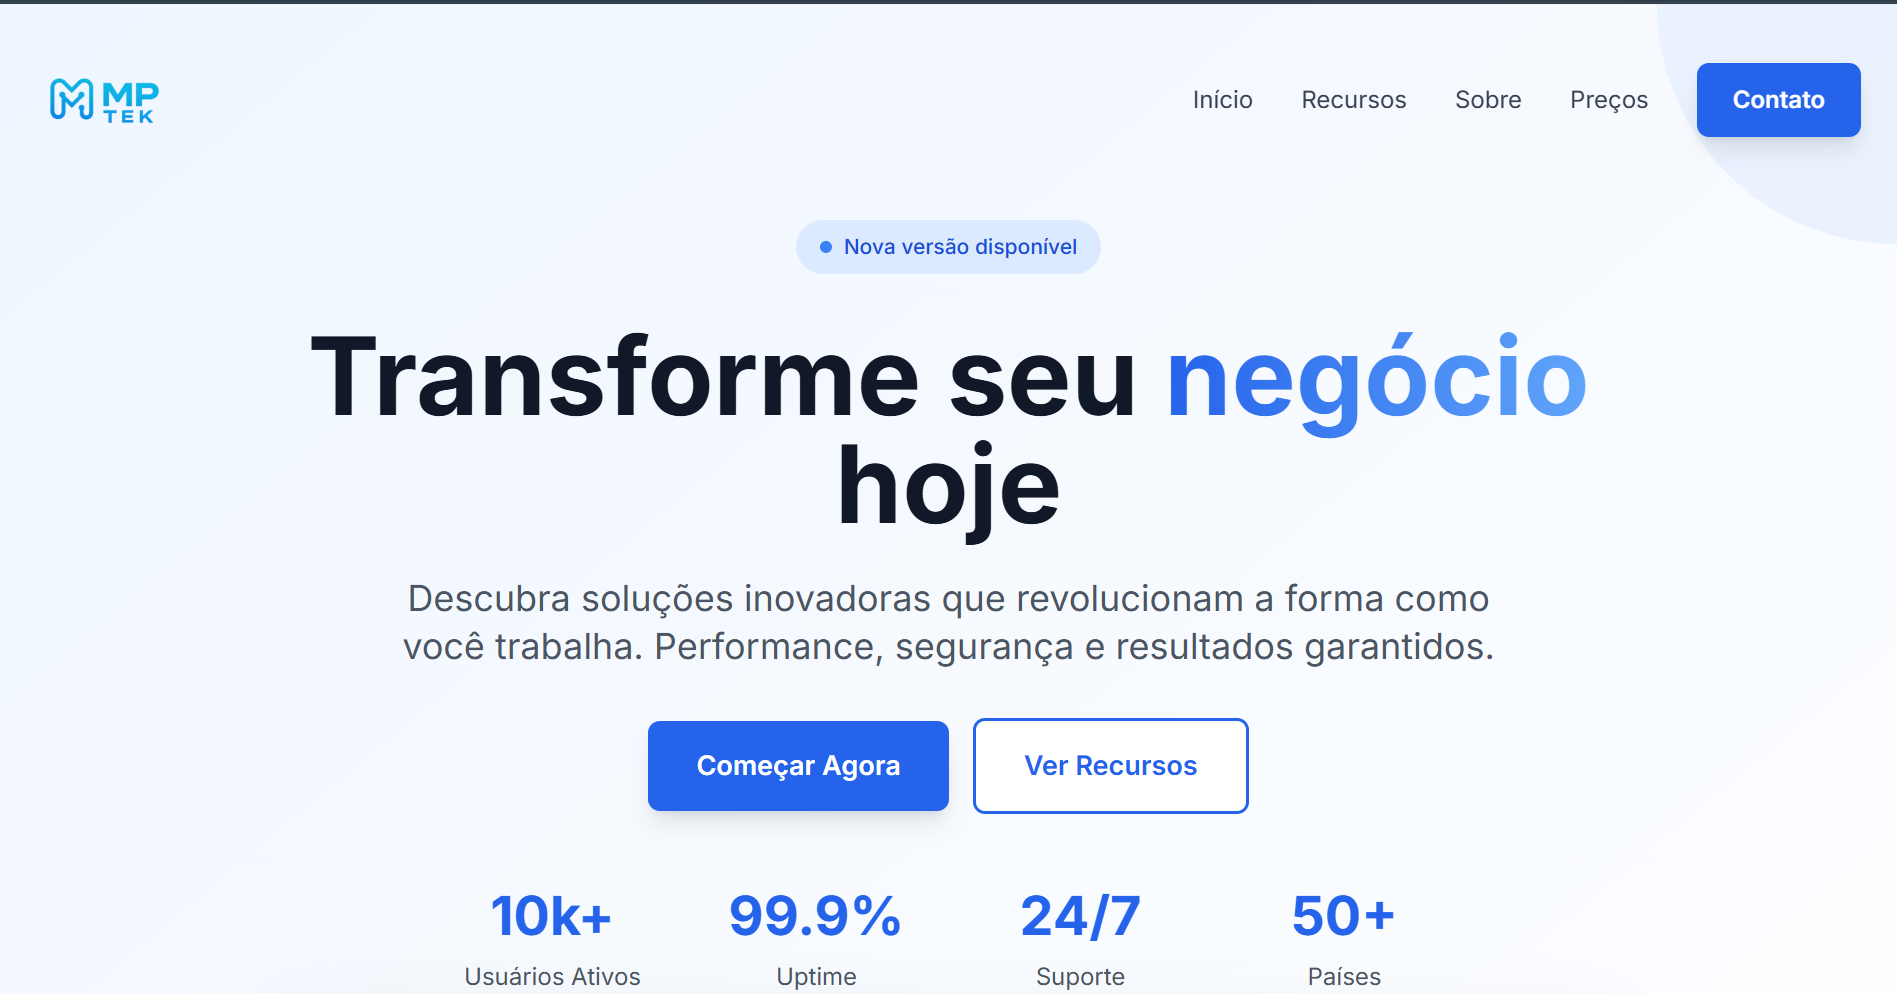 MP
TEK
Início
Recursos
Sobre
Preços
Contato
Nova versão disponível
Transforme seu negócio
hoje
Descubra soluções inovadoras que revolucionam a forma como
você trabalha. Performance, segurança e resultados garantidos.
Começar Agora
Ver Recursos
10k+
Usuários Ativos
99.9%
Uptime
24/7
Suporte
50+
Países